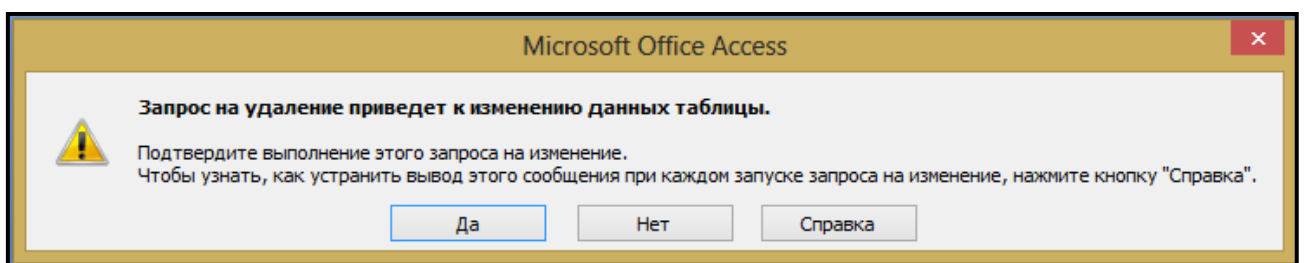 Microsoft Office Access
Запрос на удаление приведет к изменению данных таблицы.
Подтвердите выполнение этого запроса на изменение.
Чтобы узнать, как устранить вывод этого сообщения при каждом запуске запроса на изменение, нажмите кнопку "Справка".
Да Нет Справка